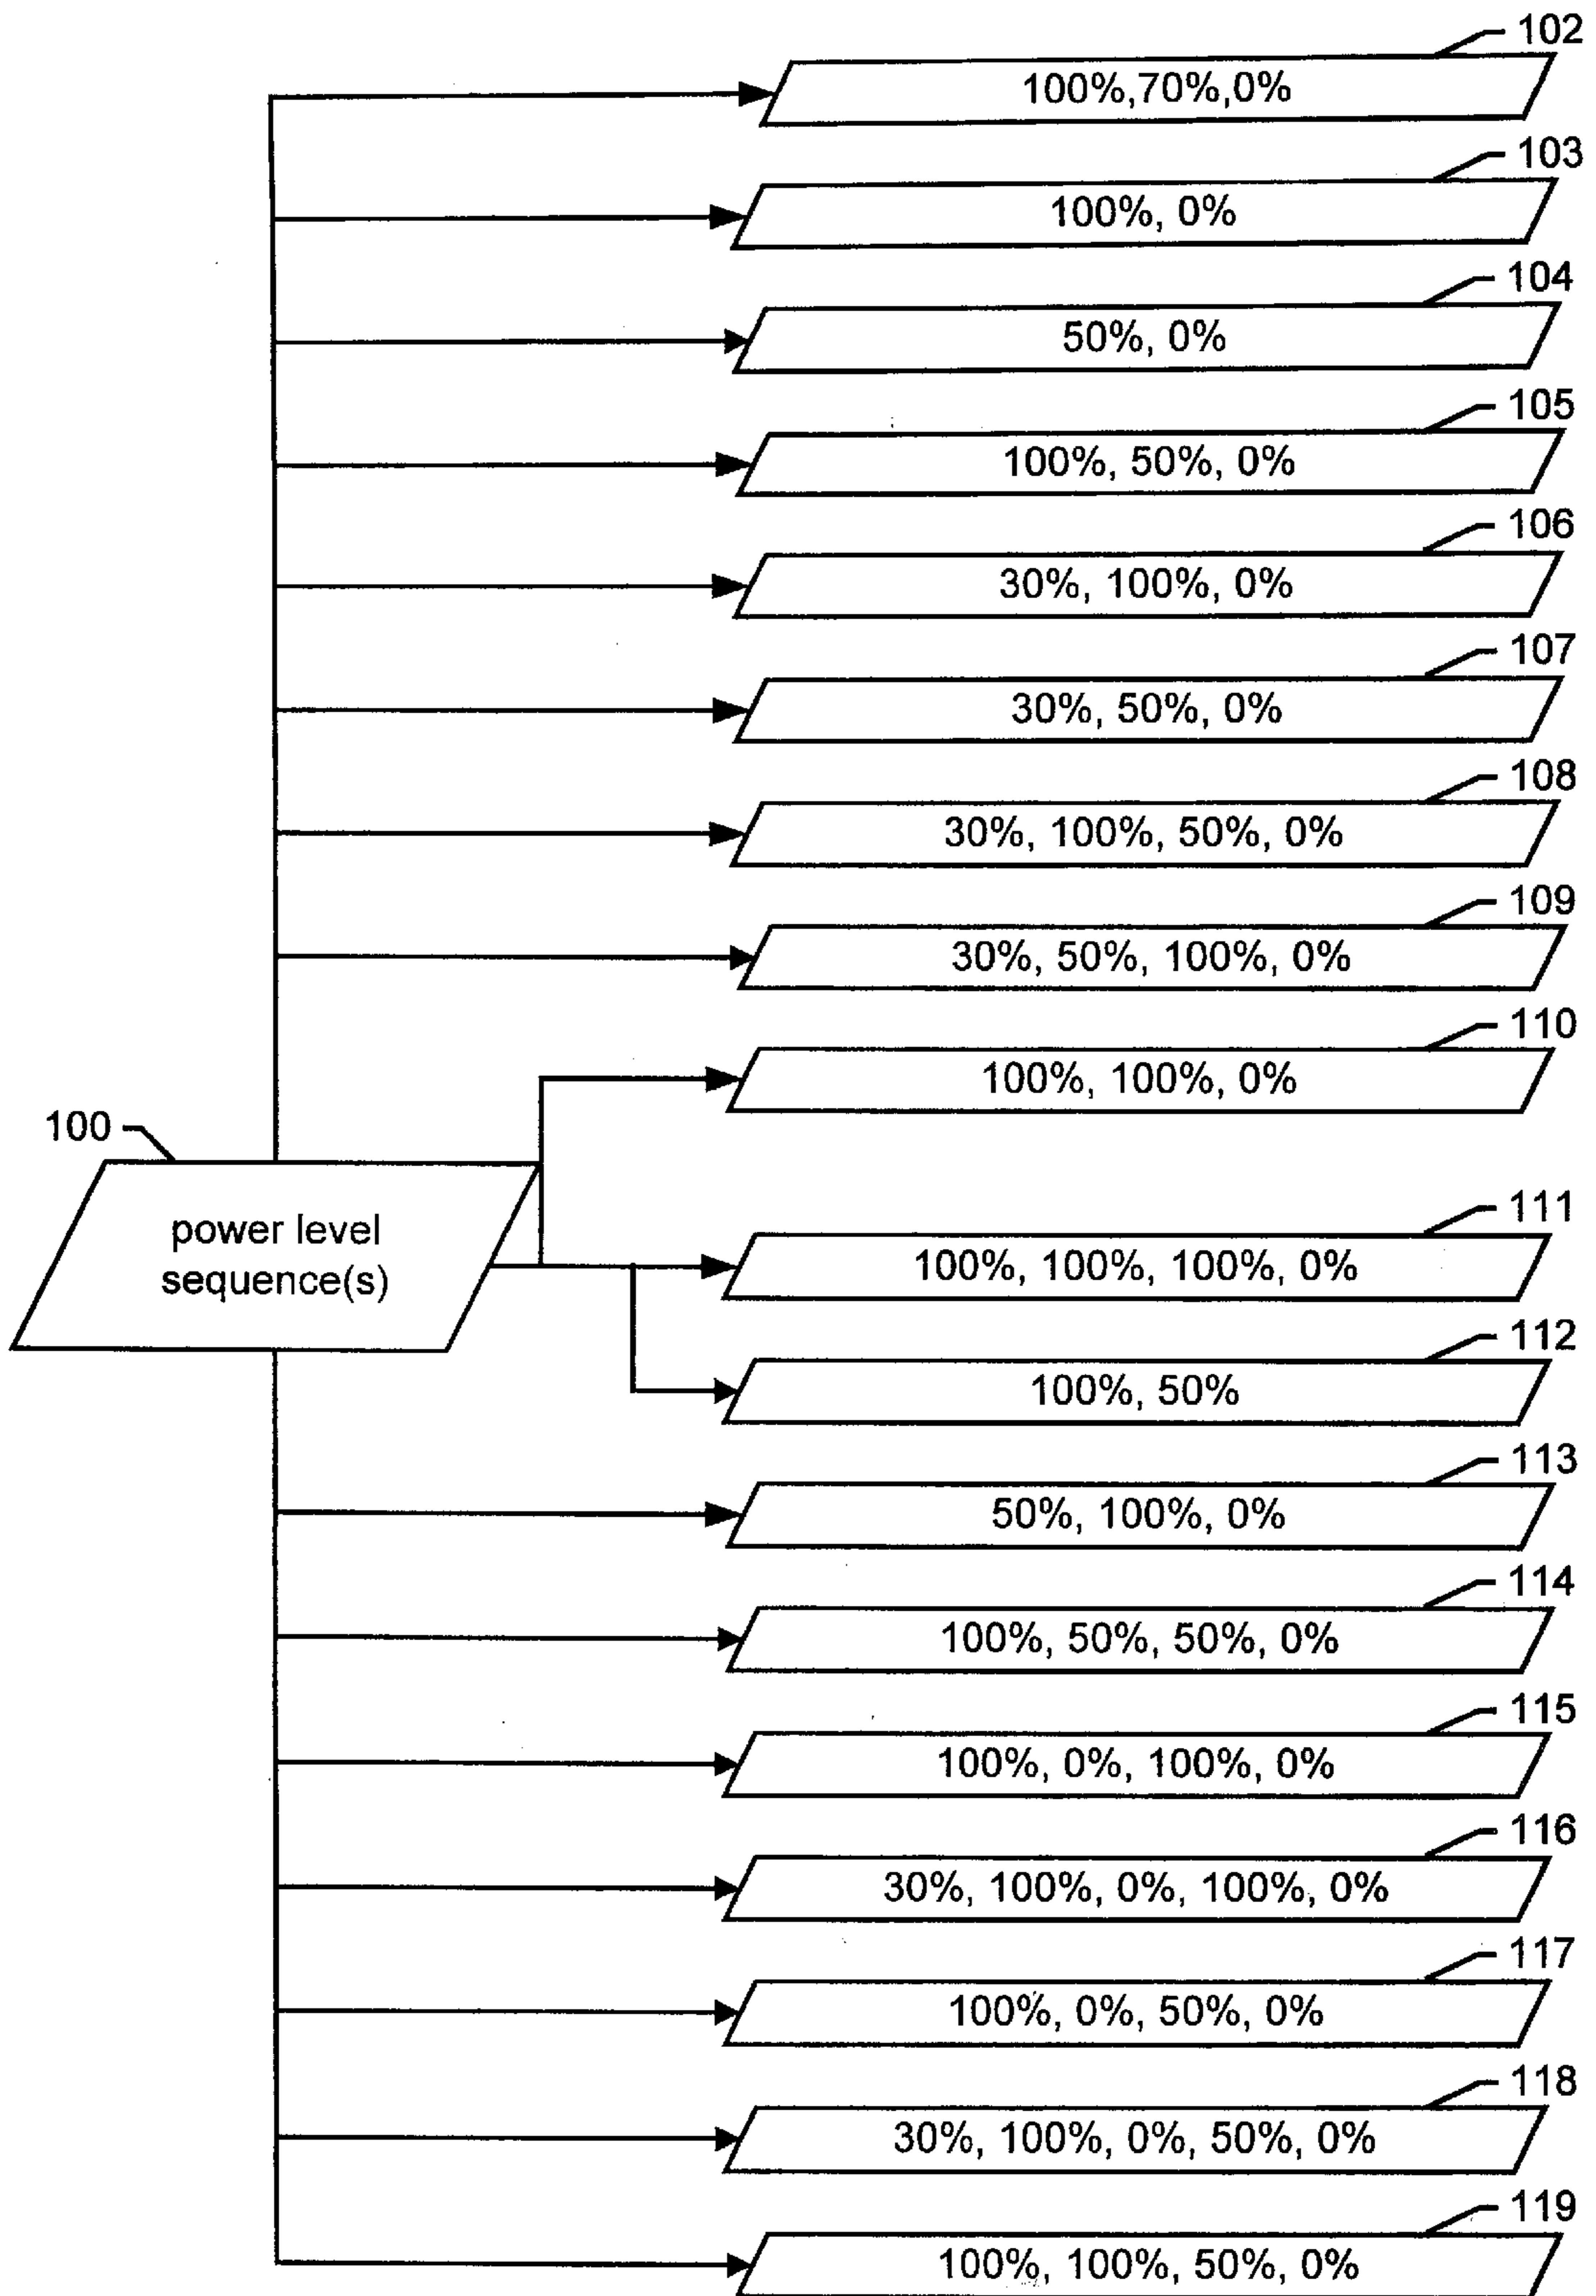 102
100%,70%,0%
103
100%, 0%
104
50%, 0%
105
100%, 50%, 0%
106
30%, 100%, 0%
107
30%, 50%, 0%
108
30%, 100%, 50%, 0%
109
30%, 50%, 100%, 0%
110
100%, 100%, 0%
100
power level
sequence(s)
111
100%, 100%, 100%, 0%
112
100%, 50%
113
50%, 100%, 0%
114
100%, 50%, 50%, 0%
115
100%, 0%, 100%, 0%
116
30%, 100%, 0%, 100%, 0%
117
100%, 0%, 50%, 0%
118
30%, 100%, 0%, 50%, 0%
119
100%, 100%, 50%, 0%